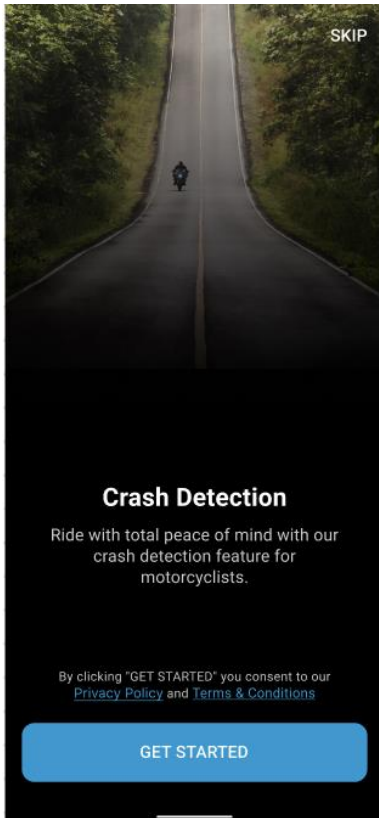 SKIP
Crash Detection
Ride with total peace of mind with our
crash detection feature for
motorcyclists.
By clicking "GET STARTED" you consent to our
Privacy Policy and Terms & Conditions
GET STARTED